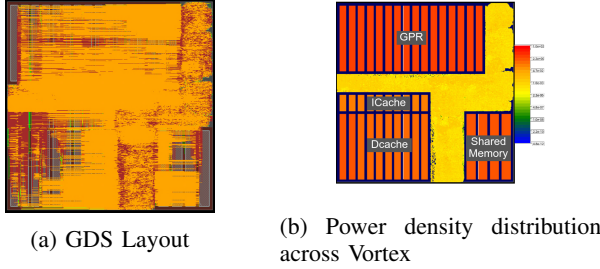 GPR
ICache
Dcache
Shared
Memory
(a) GDS Layout
(b) Power density distribution
across Vortex